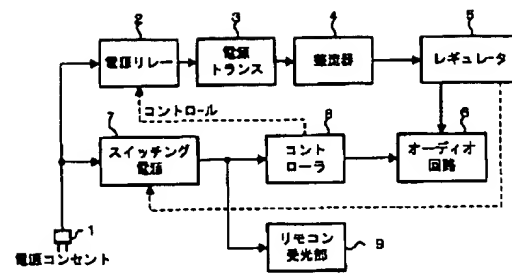 2
3
4
5
電源リレー
電源
トランス
整流器
レギュレータ
コントロール
7
8
6
スイッチング
電源
コント
ローラ
オーディオ
回路
1
電源コンセント
リモコン
受光部
9